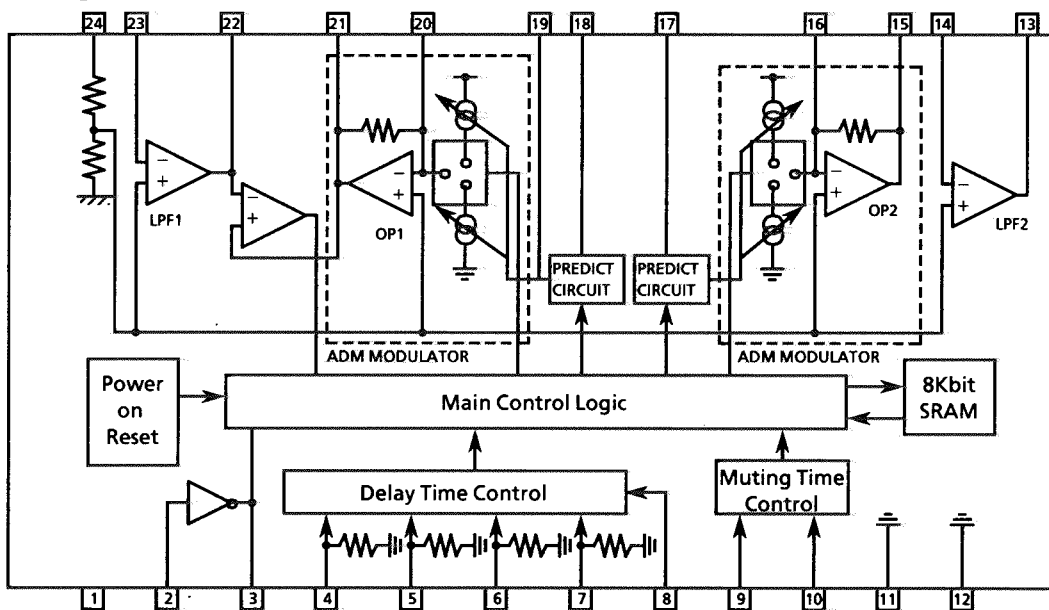 24 23 22 21 20 19 18 17 16 15 14 13
−
+
LPF1
−
+
−
+
OP1
−
+
OP2
−
+
LPF2
PREDICT
CIRCUIT
PREDICT
CIRCUIT
ADM MODULATOR
ADM MODULATOR
Power
on
Reset
Main Control Logic
8Kbit
SRAM
Delay Time Control
Muting Time
Control
1 2 3 4 5 6 7 8 9 10 11 12